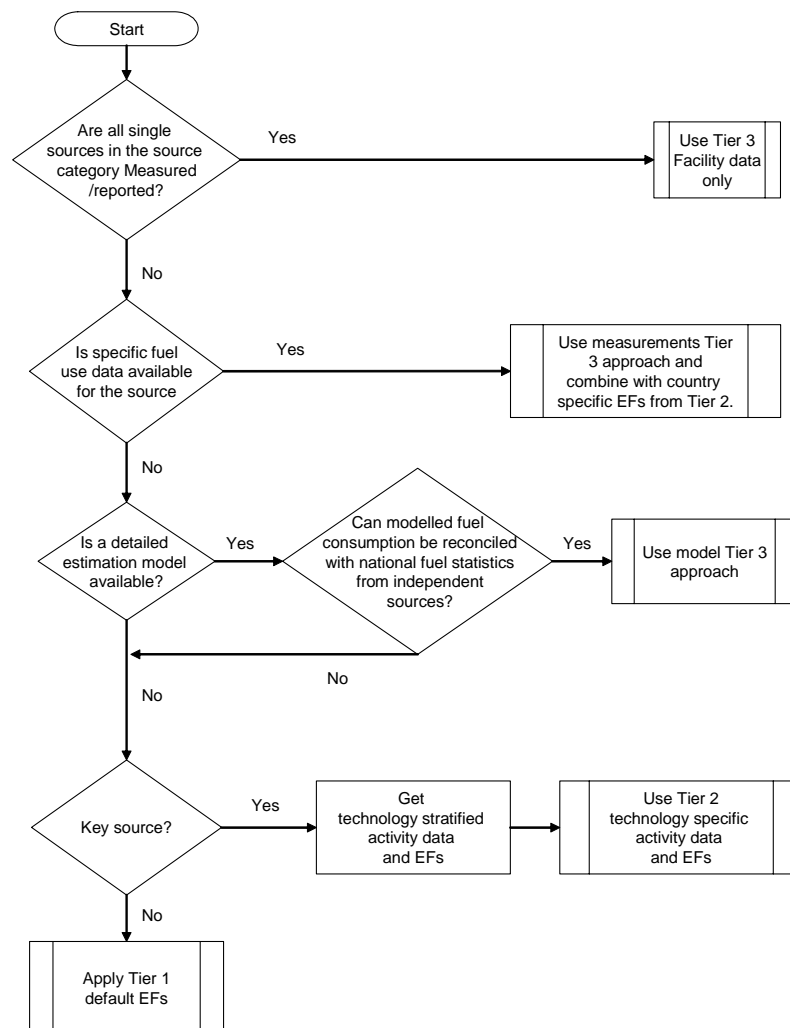 Start
Are all single
sources in the source
category Measured
/reported?
Yes
Use Tier 3
Facility data
only
No
Is specific fuel
use data available
for the source
Yes
Use measurements Tier
3 approach and
combine with country
specific EFs from Tier 2.
No
Is a detailed
estimation model
available?
Yes
Can modelled fuel
consumption be reconciled
with national fuel statistics
from independent
sources?
Yes
Use model Tier 3
approach
No
No
Key source?
Yes
Get
technology stratified
activity data
and EFs
Use Tier 2
technology specific
activity data
and EFs
No
Apply Tier 1
default EFs